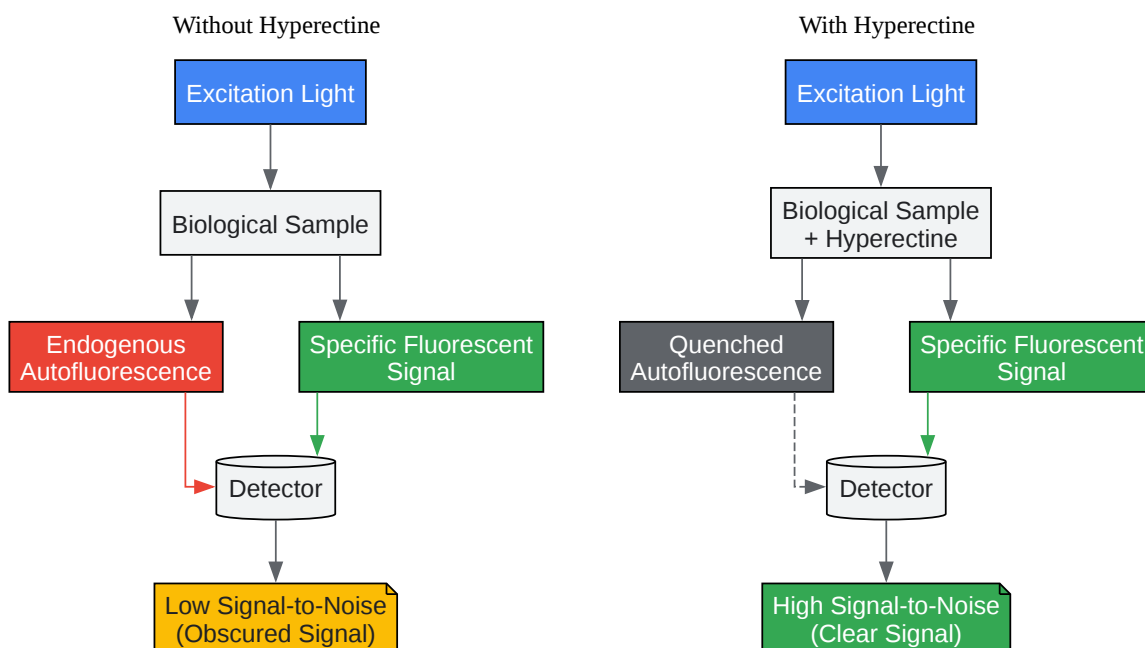 Without Hyperectine
Excitation Light
Biological Sample
Endogenous
Autofluorescence
Specific Fluorescent
Signal
Detector
Low Signal-to-Noise
(Obscured Signal)
With Hyperectine
Excitation Light
Biological Sample
+ Hyperectine
Quenched
Autofluorescence
Specific Fluorescent
Signal
Detector
High Signal-to-Noise
(Clear Signal)